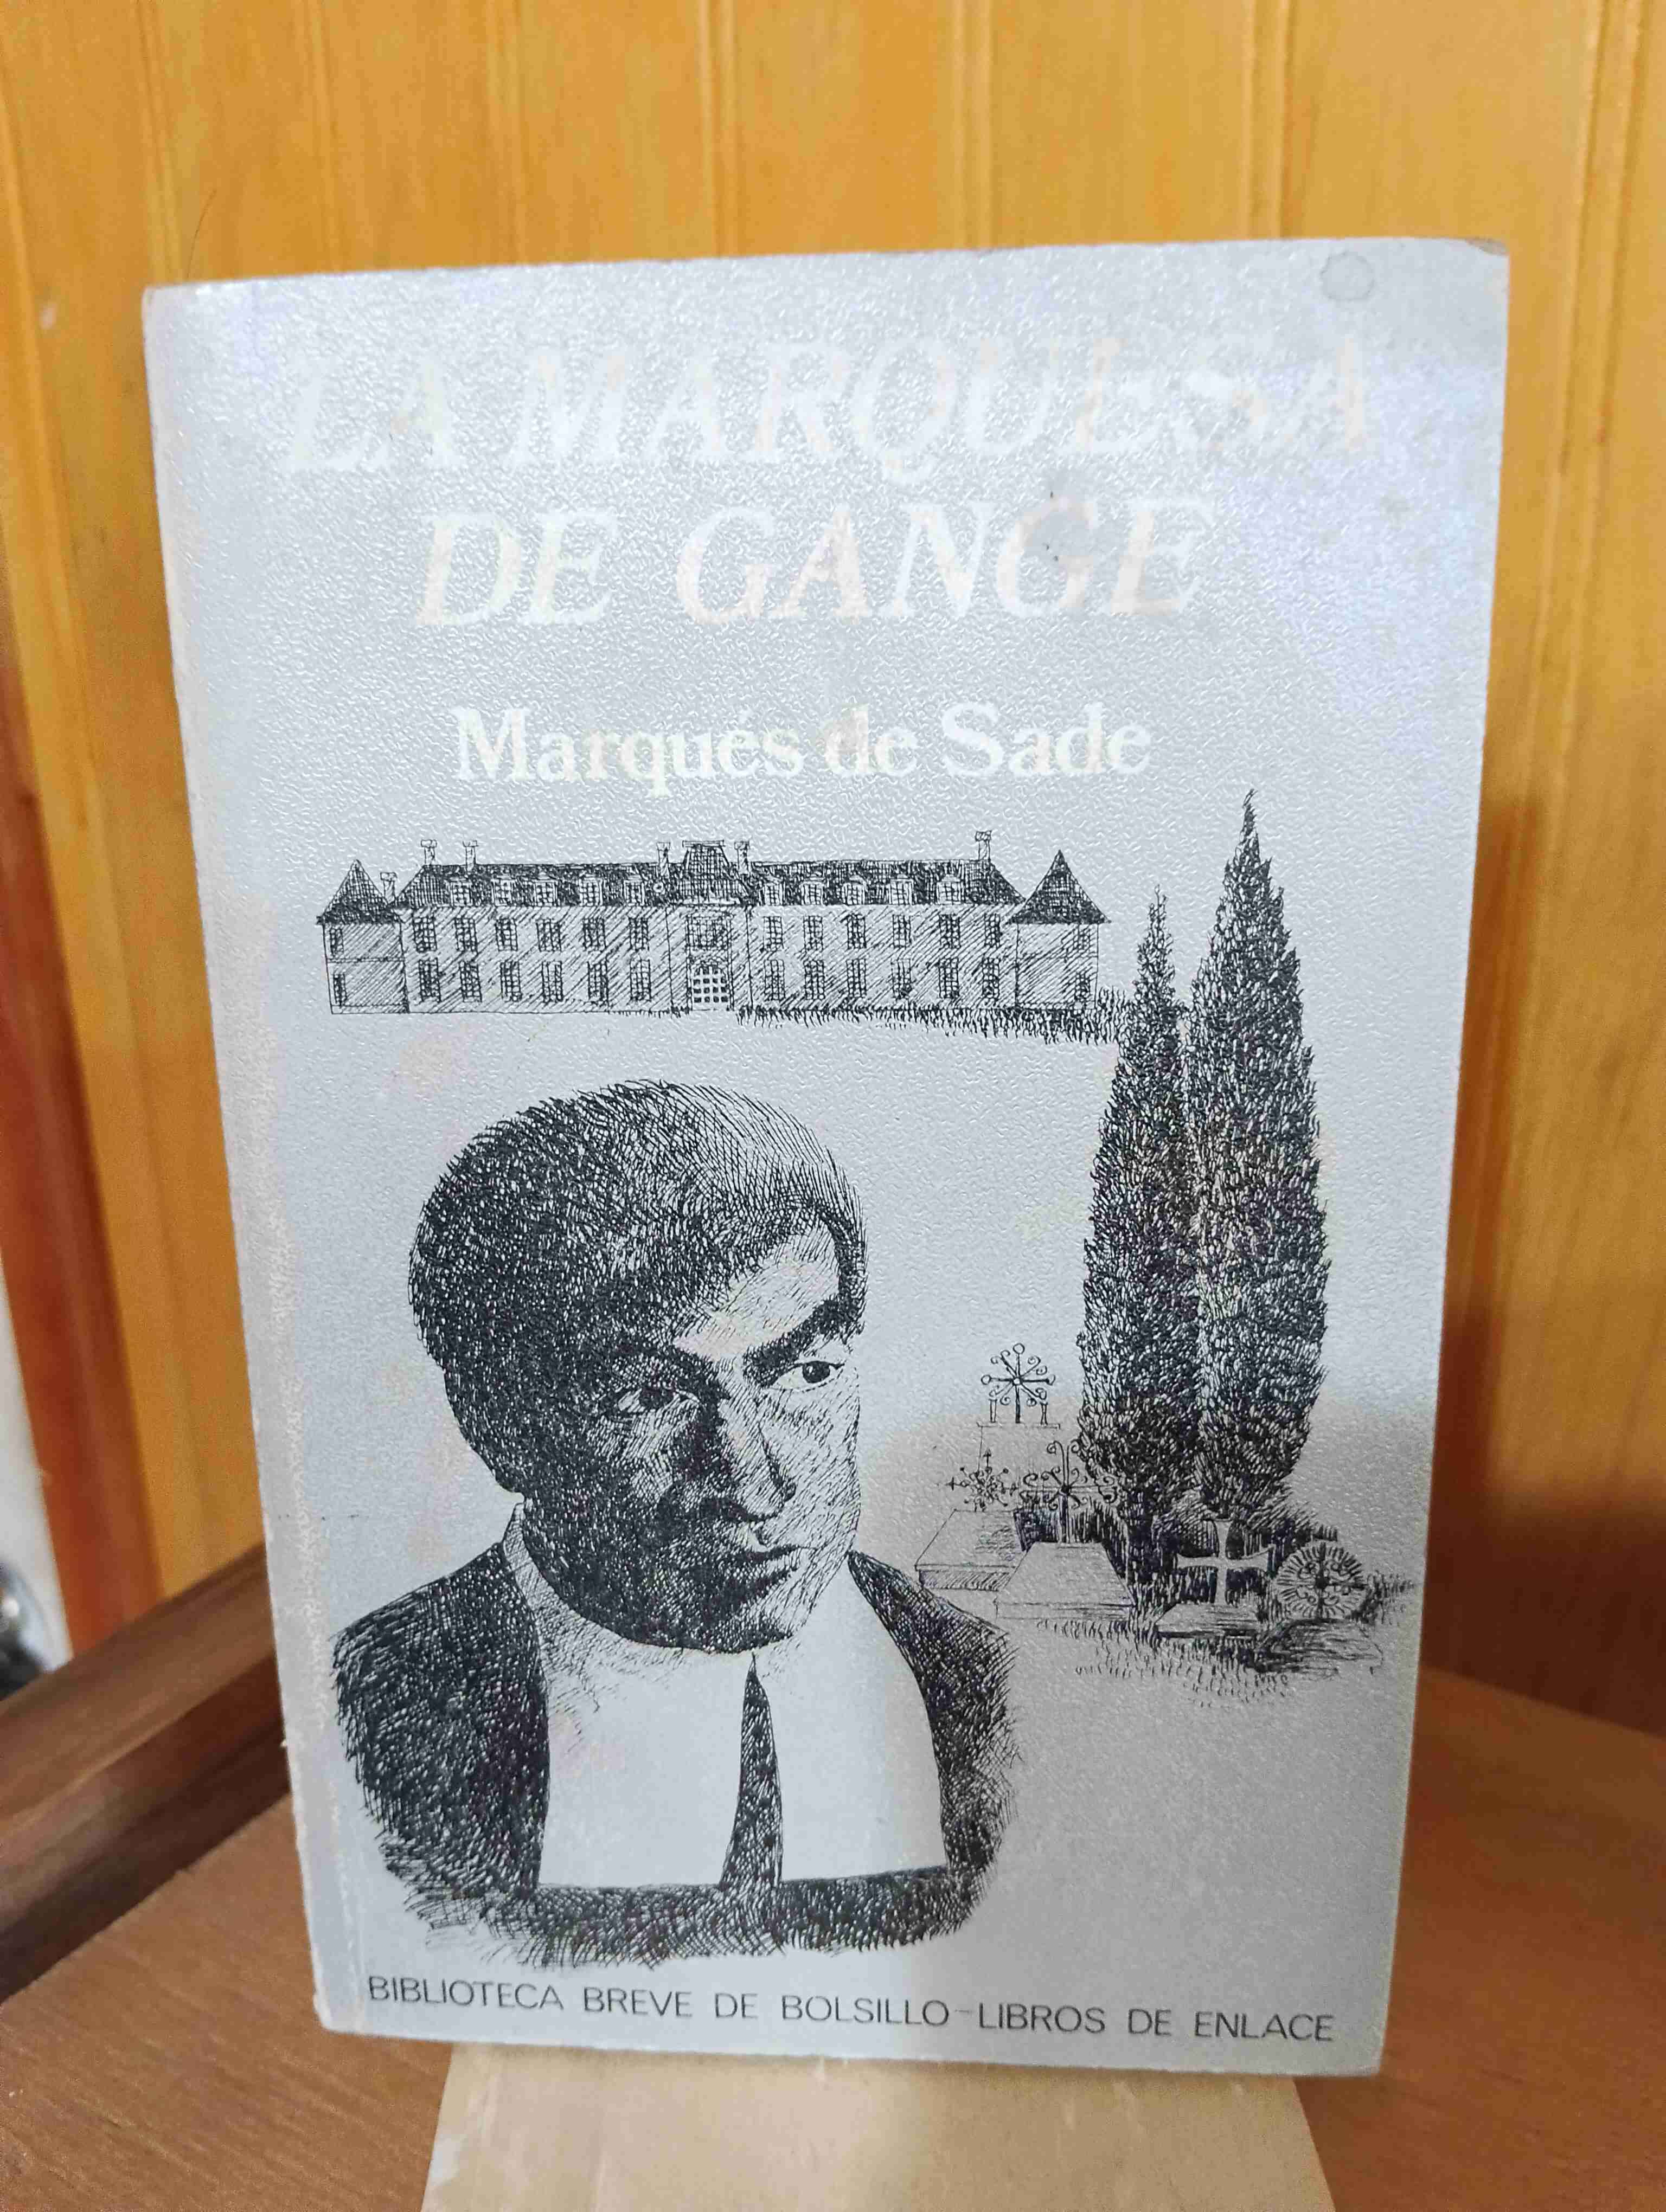 LA MARQUESA
DE GANGE
Marqués de Sade
BIBLIOTECA BREVE DE BOLSILLO-LIBROS DE ENLACE